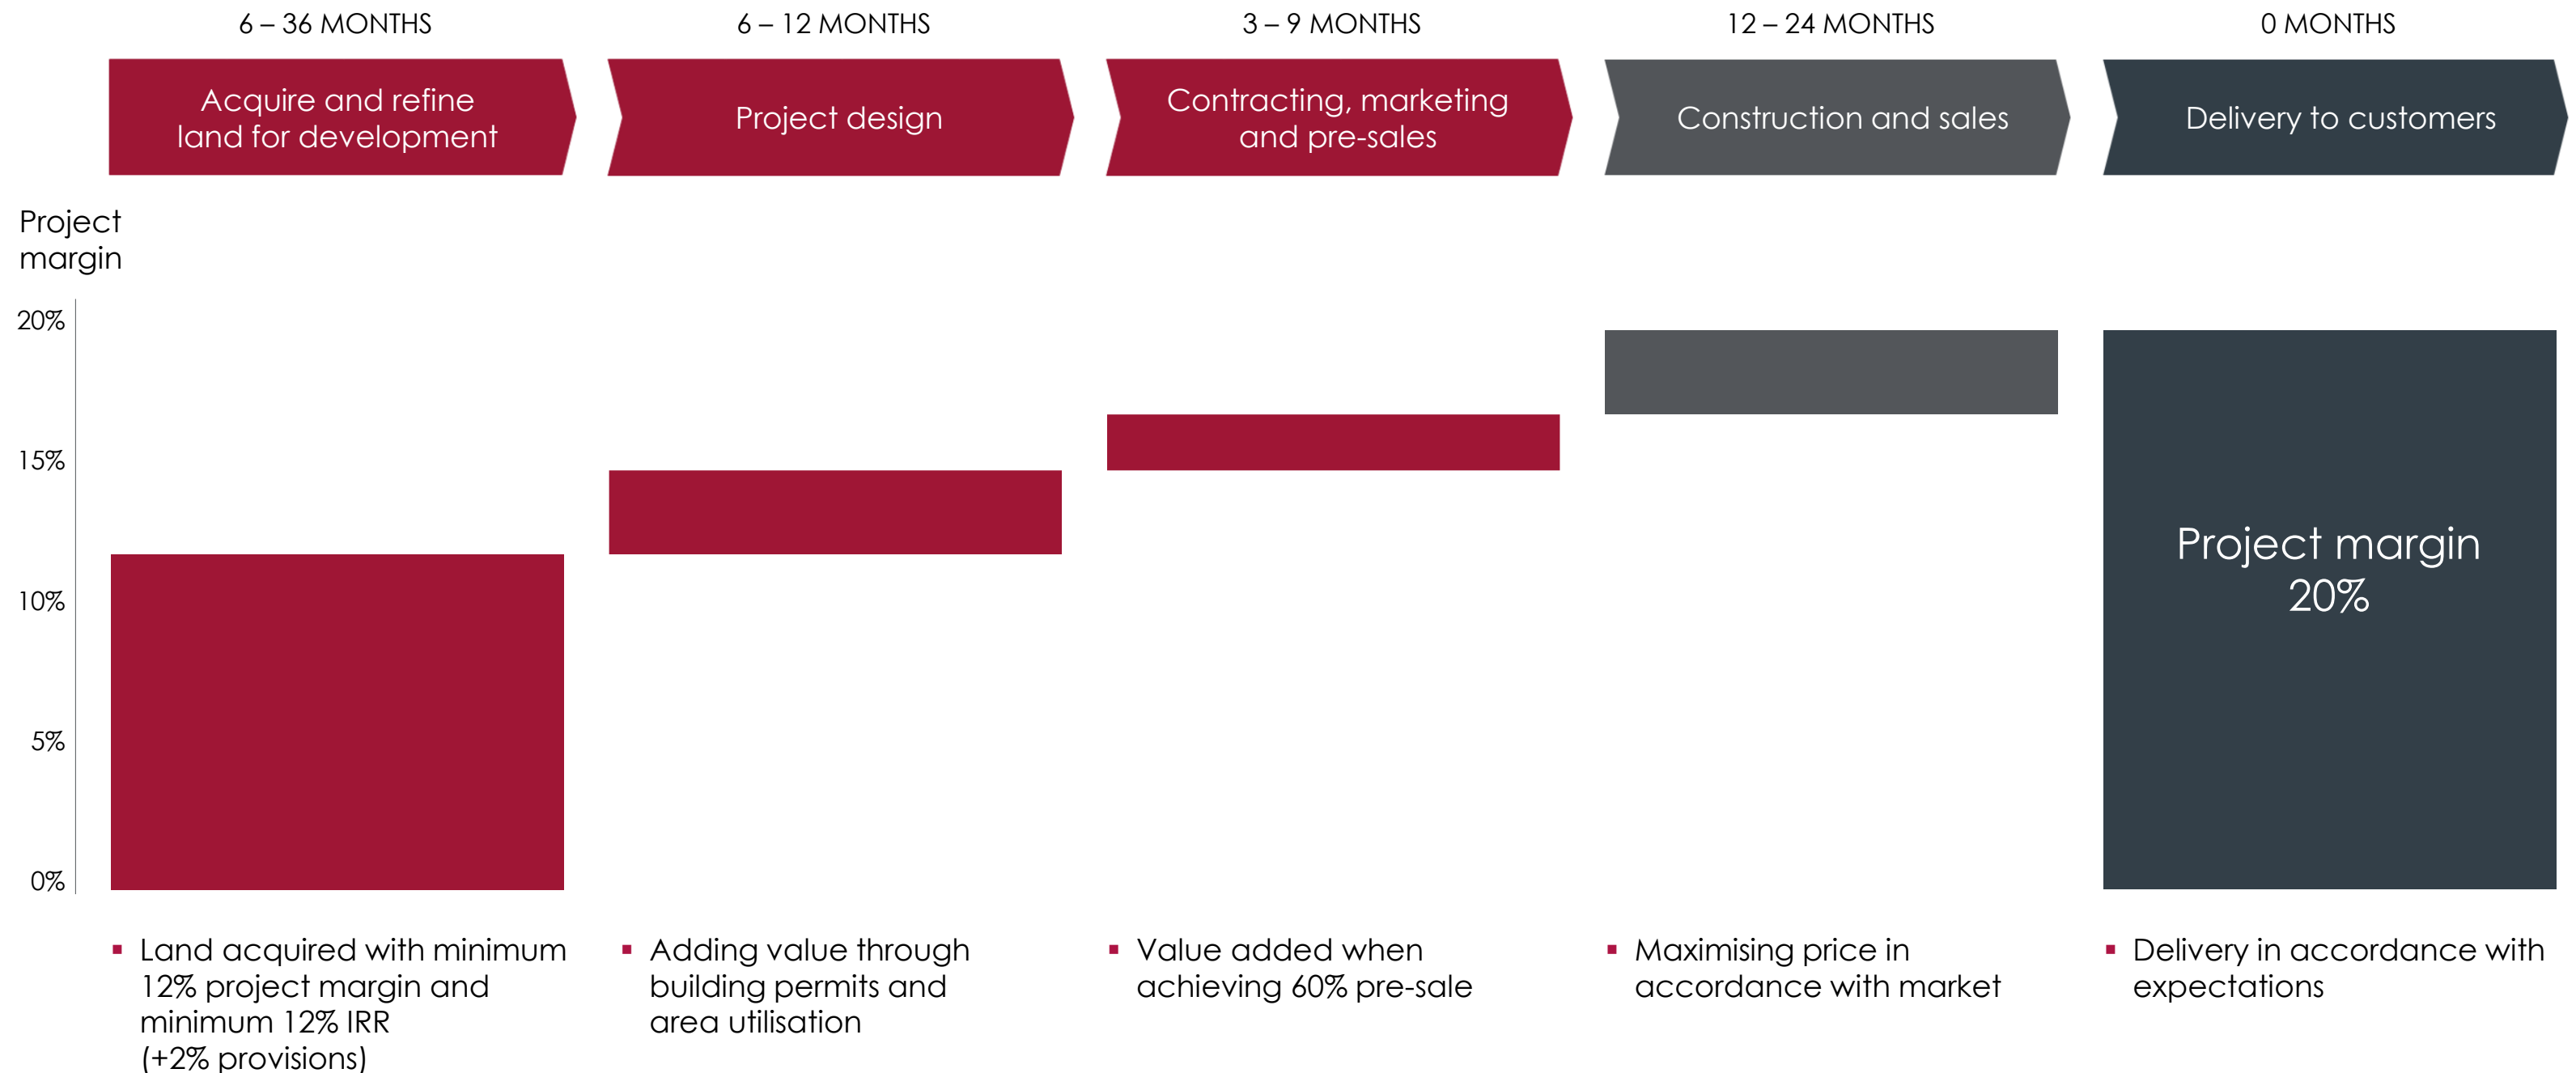 6 – 36 MONTHS
6 – 12 MONTHS
3 – 9 MONTHS
12 – 24 MONTHS
0 MONTHS
Acquire and refine
land for development
Project design
Contracting, marketing
and pre-sales
Construction and sales
Delivery to customers
Project
margin
20%
15%
10%
5%
0%
Project margin
20%
▪ Land acquired with minimum
12% project margin and
minimum 12% IRR
(+2% provisions)
▪ Adding value through
building permits and
area utilisation
▪ Value added when
achieving 60% pre-sale
▪ Maximising price in
accordance with market
▪ Delivery in accordance with
expectations